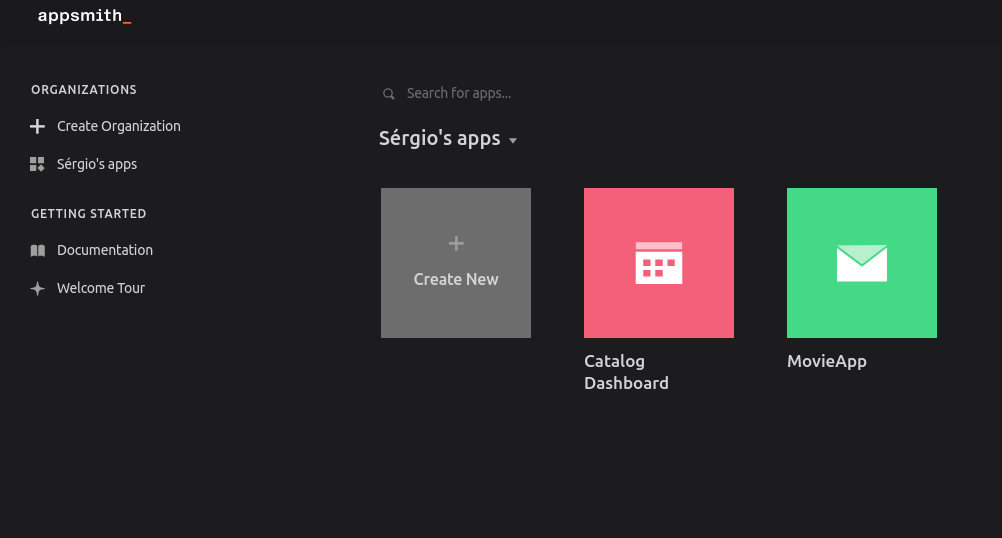 appsmith_
ORGANIZATIONS
Create Organization
Sérgio's apps
GETTING STARTED
Documentation
Welcome Tour
Search for apps...
Sérgio's apps
Create New
Catalog
Dashboard
MovieApp